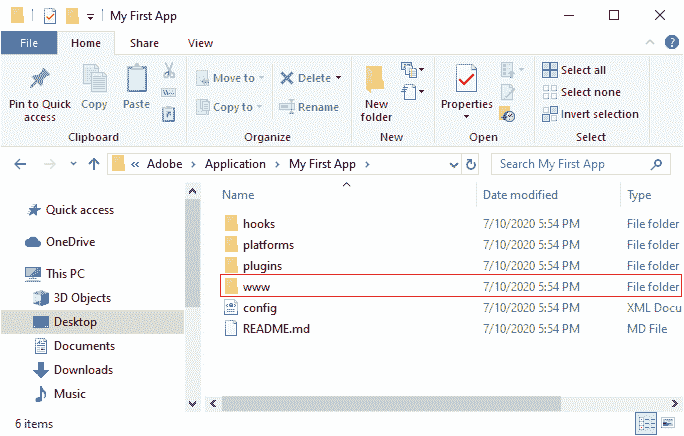 My First App
File Home Share View
Pin to Quick access
Copy
Paste
Clipboard
Move to
Copy to
Delete
Rename
Organize
New folder
New
Properties
Open
Select all
Select none
Invert selection
Select
« Adobe > Application > My First App >
Search My First App
Quick access
OneDrive
This PC
3D Objects
Desktop
Documents
Downloads
Music
Name Date modified Type
hooks 7/10/2020 5:54 PM File folder
platforms 7/10/2020 5:54 PM File folder
plugins 7/10/2020 5:54 PM File folder
www 7/10/2020 5:54 PM File folder
config 7/10/2020 5:54 PM XML Docu
README.md 7/10/2020 5:54 PM MD File
6 items